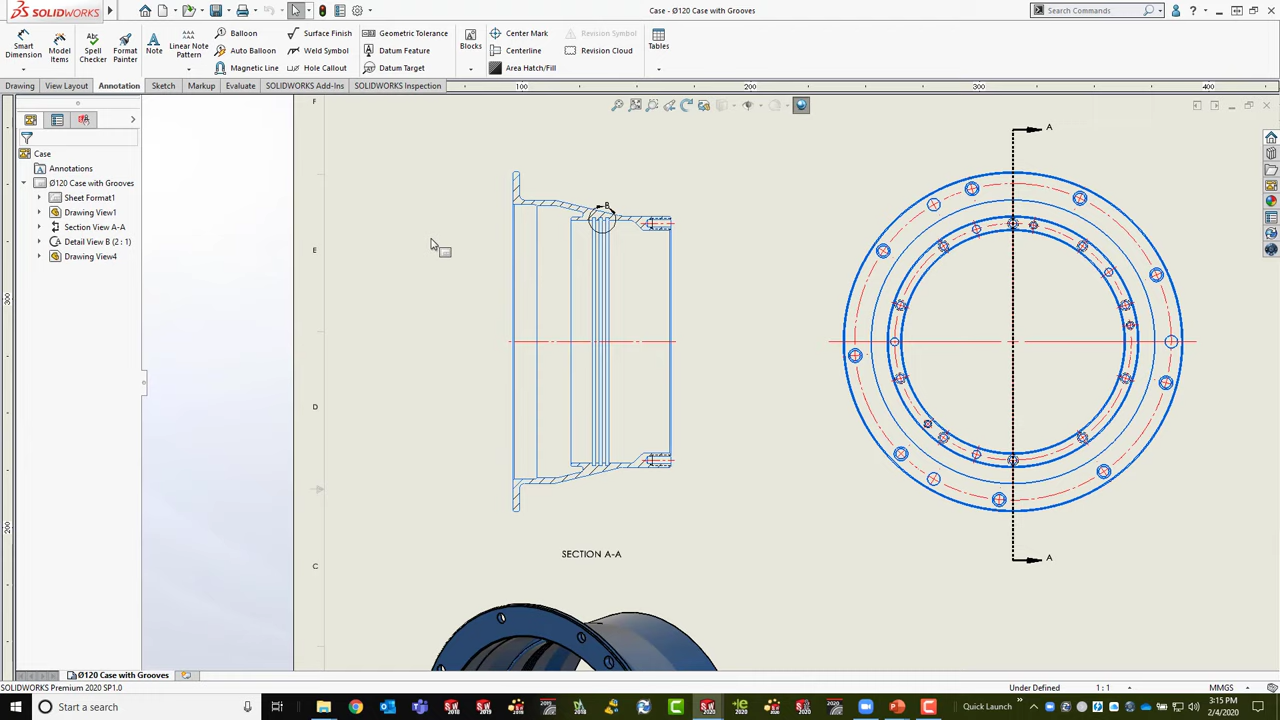 SOLIDWORKS
Case - Ø120 Case with Grooves
Search Commands
Smart Dimension
Model Items
Spell Checker
Format Painter
Note
Linear Note Pattern
Balloon
Auto Balloon
Magnetic Line
Surface Finish
Weld Symbol
Hole Callout
Geometric Tolerance
Datum Feature
Datum Target
Blocks
Center Mark
Centerline
Area Hatch/Fill
Revision Symbol
Revision Cloud
Tables
Drawing
View Layout
Annotation
Sketch
Markup
Evaluate
SOLIDWORKS Add-Ins
SOLIDWORKS Inspection
100
200
300
400
F
E
D
C
300
200
Case
Annotations
Ø120 Case with Grooves
Sheet Format1
Drawing View1
Section View A-A
Detail View B (2 : 1)
Drawing View4
B
A
A
SECTION A-A
Ø120 Case with Grooves
SOLIDWORKS Premium 2020 SP1.0
Under Defined
1 : 1
MMGS
Start a search
Quick Launch
3:15 PM
2/4/2020